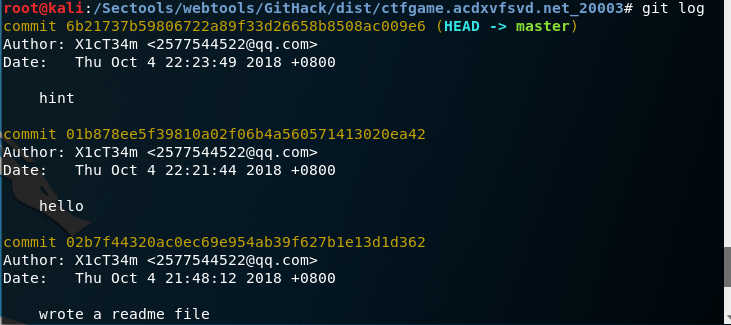 root@kali:/Sectools/webtools/GitHack/dist/ctfgame.acdxvfsvd.net_20003# git log
commit 6b21737b59806722a89f33d26658b8508ac009e6 (HEAD -> master)
Author: X1cT34m <2577544522@qq.com>
Date:   Thu Oct 4 22:23:49 2018 +0800
hint
commit 01b878ee5f39810a02f06b4a560571413020ea42
Author: X1cT34m <2577544522@qq.com>
Date:   Thu Oct 4 22:21:44 2018 +0800
hello
commit 02b7f44320ac0ec69e954ab39f627b1e13d1d362
Author: X1cT34m <2577544522@qq.com>
Date:   Thu Oct 4 21:48:12 2018 +0800
wrote a readme file